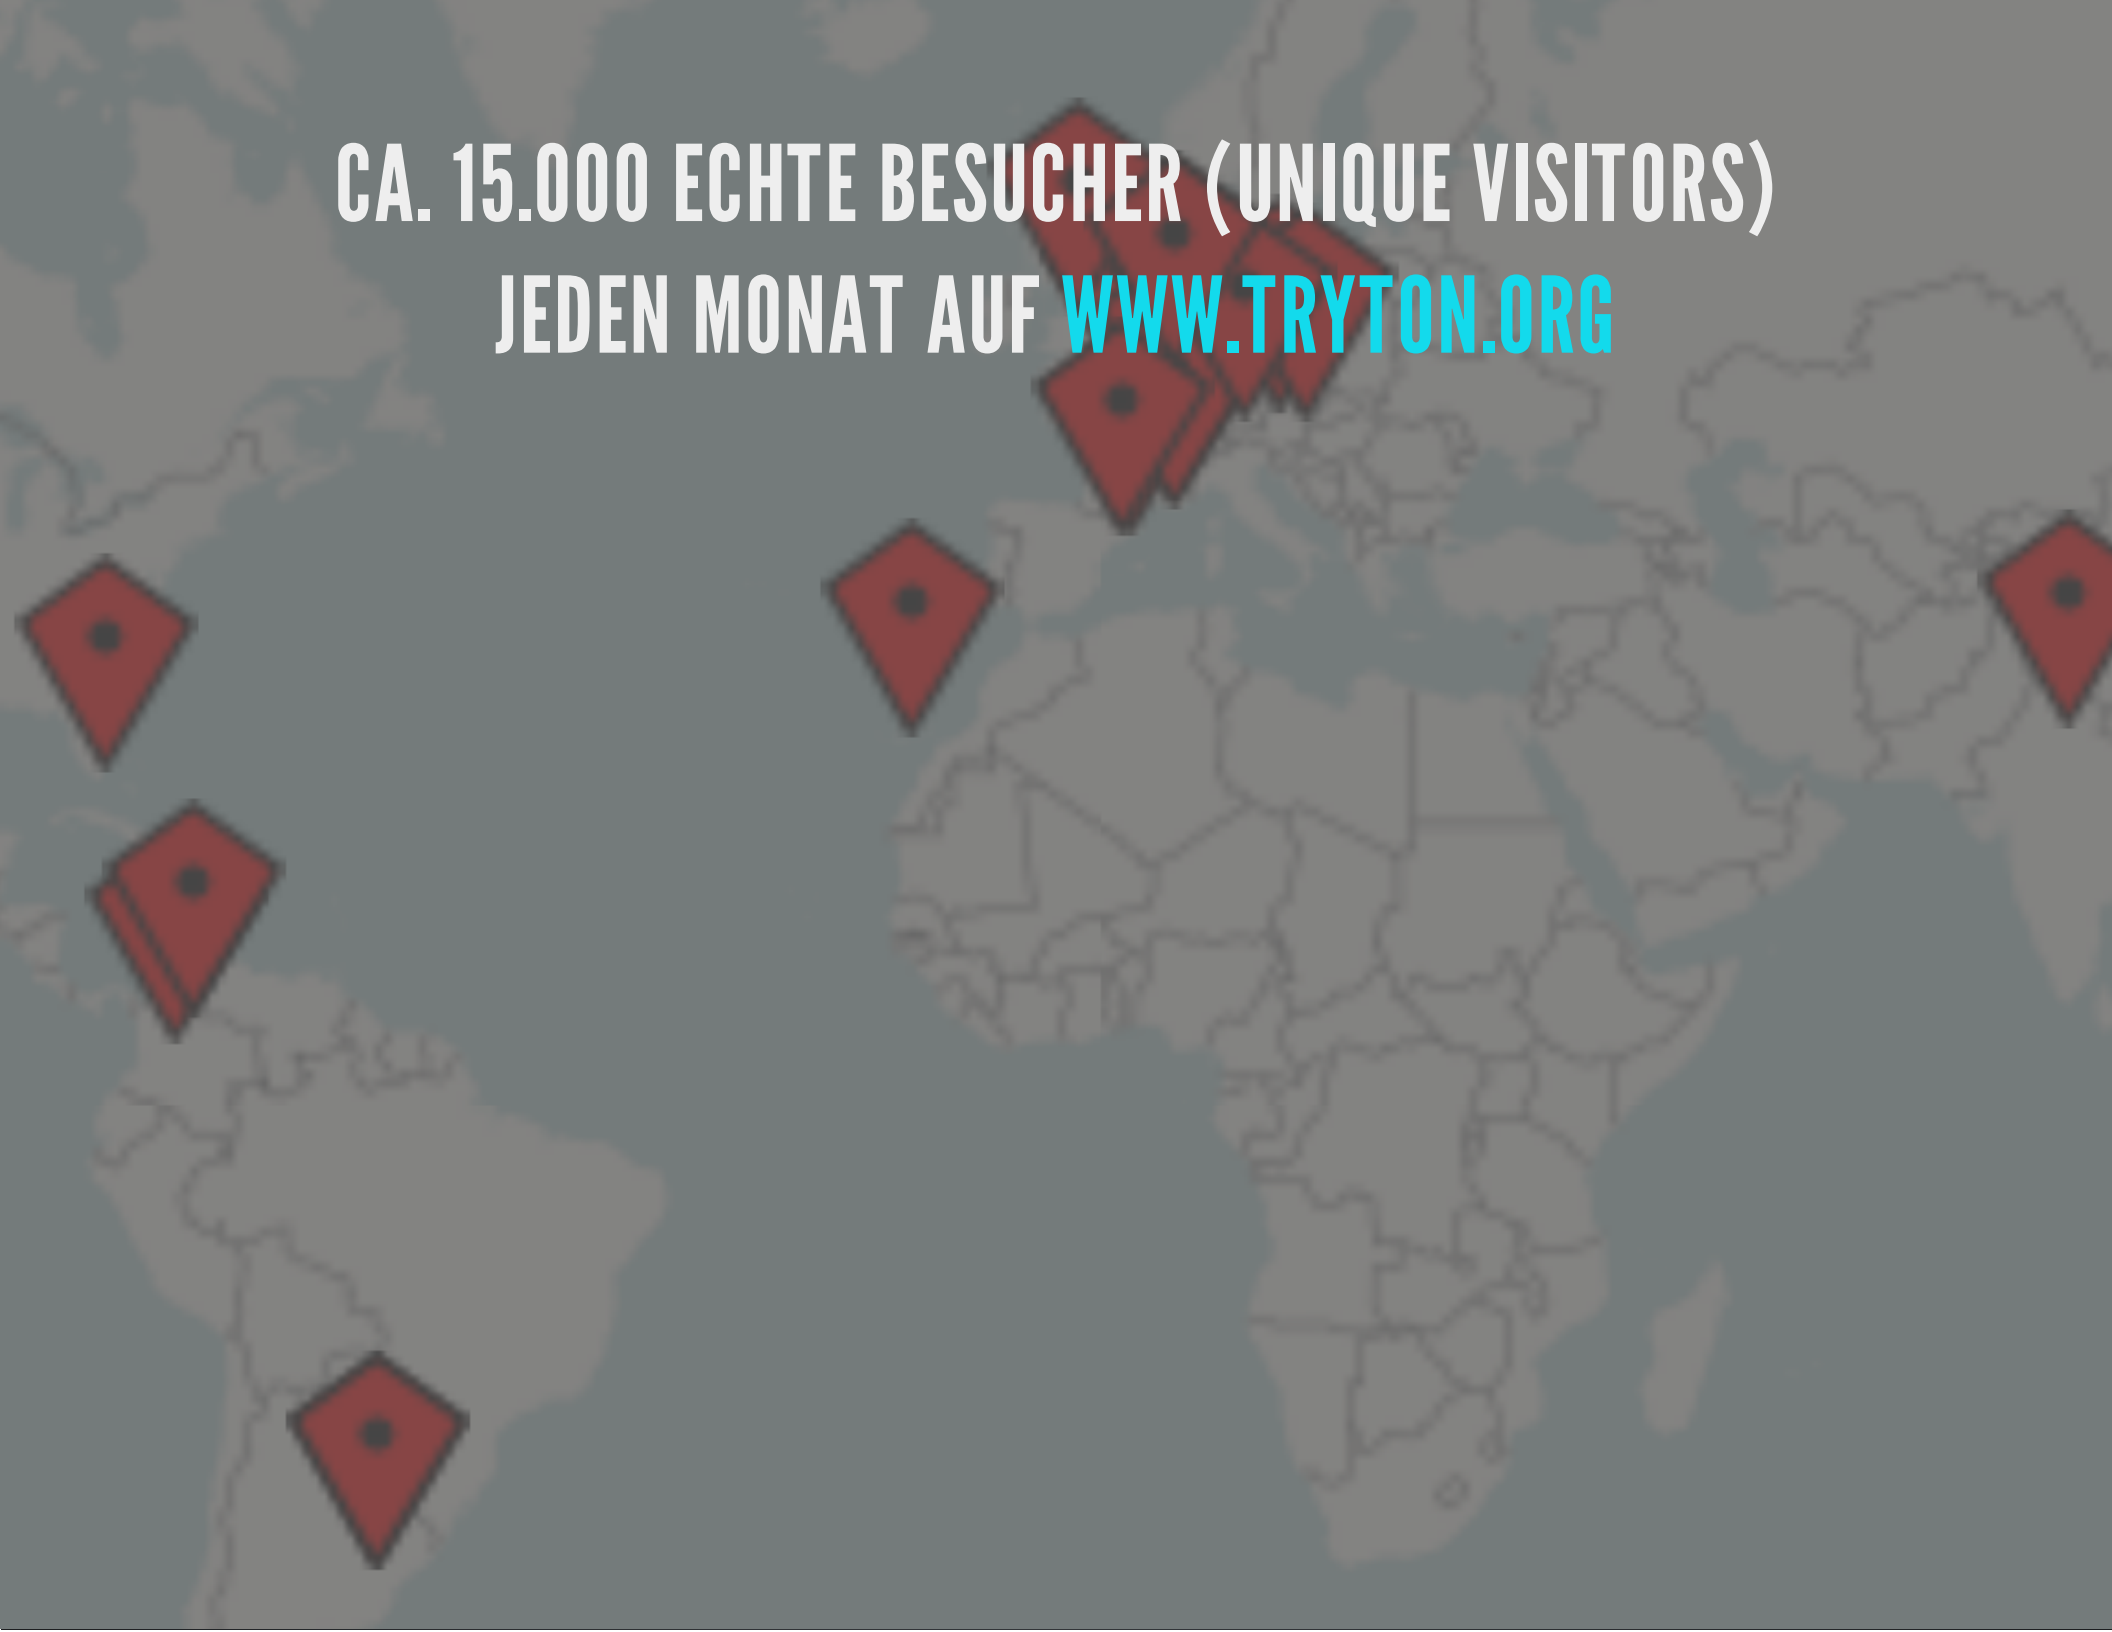 CA. 15.000 ECHTE BESUCHER (UNIQUE VISITORS)
JEDEN MONAT AUF WWW.TRYTON.ORG